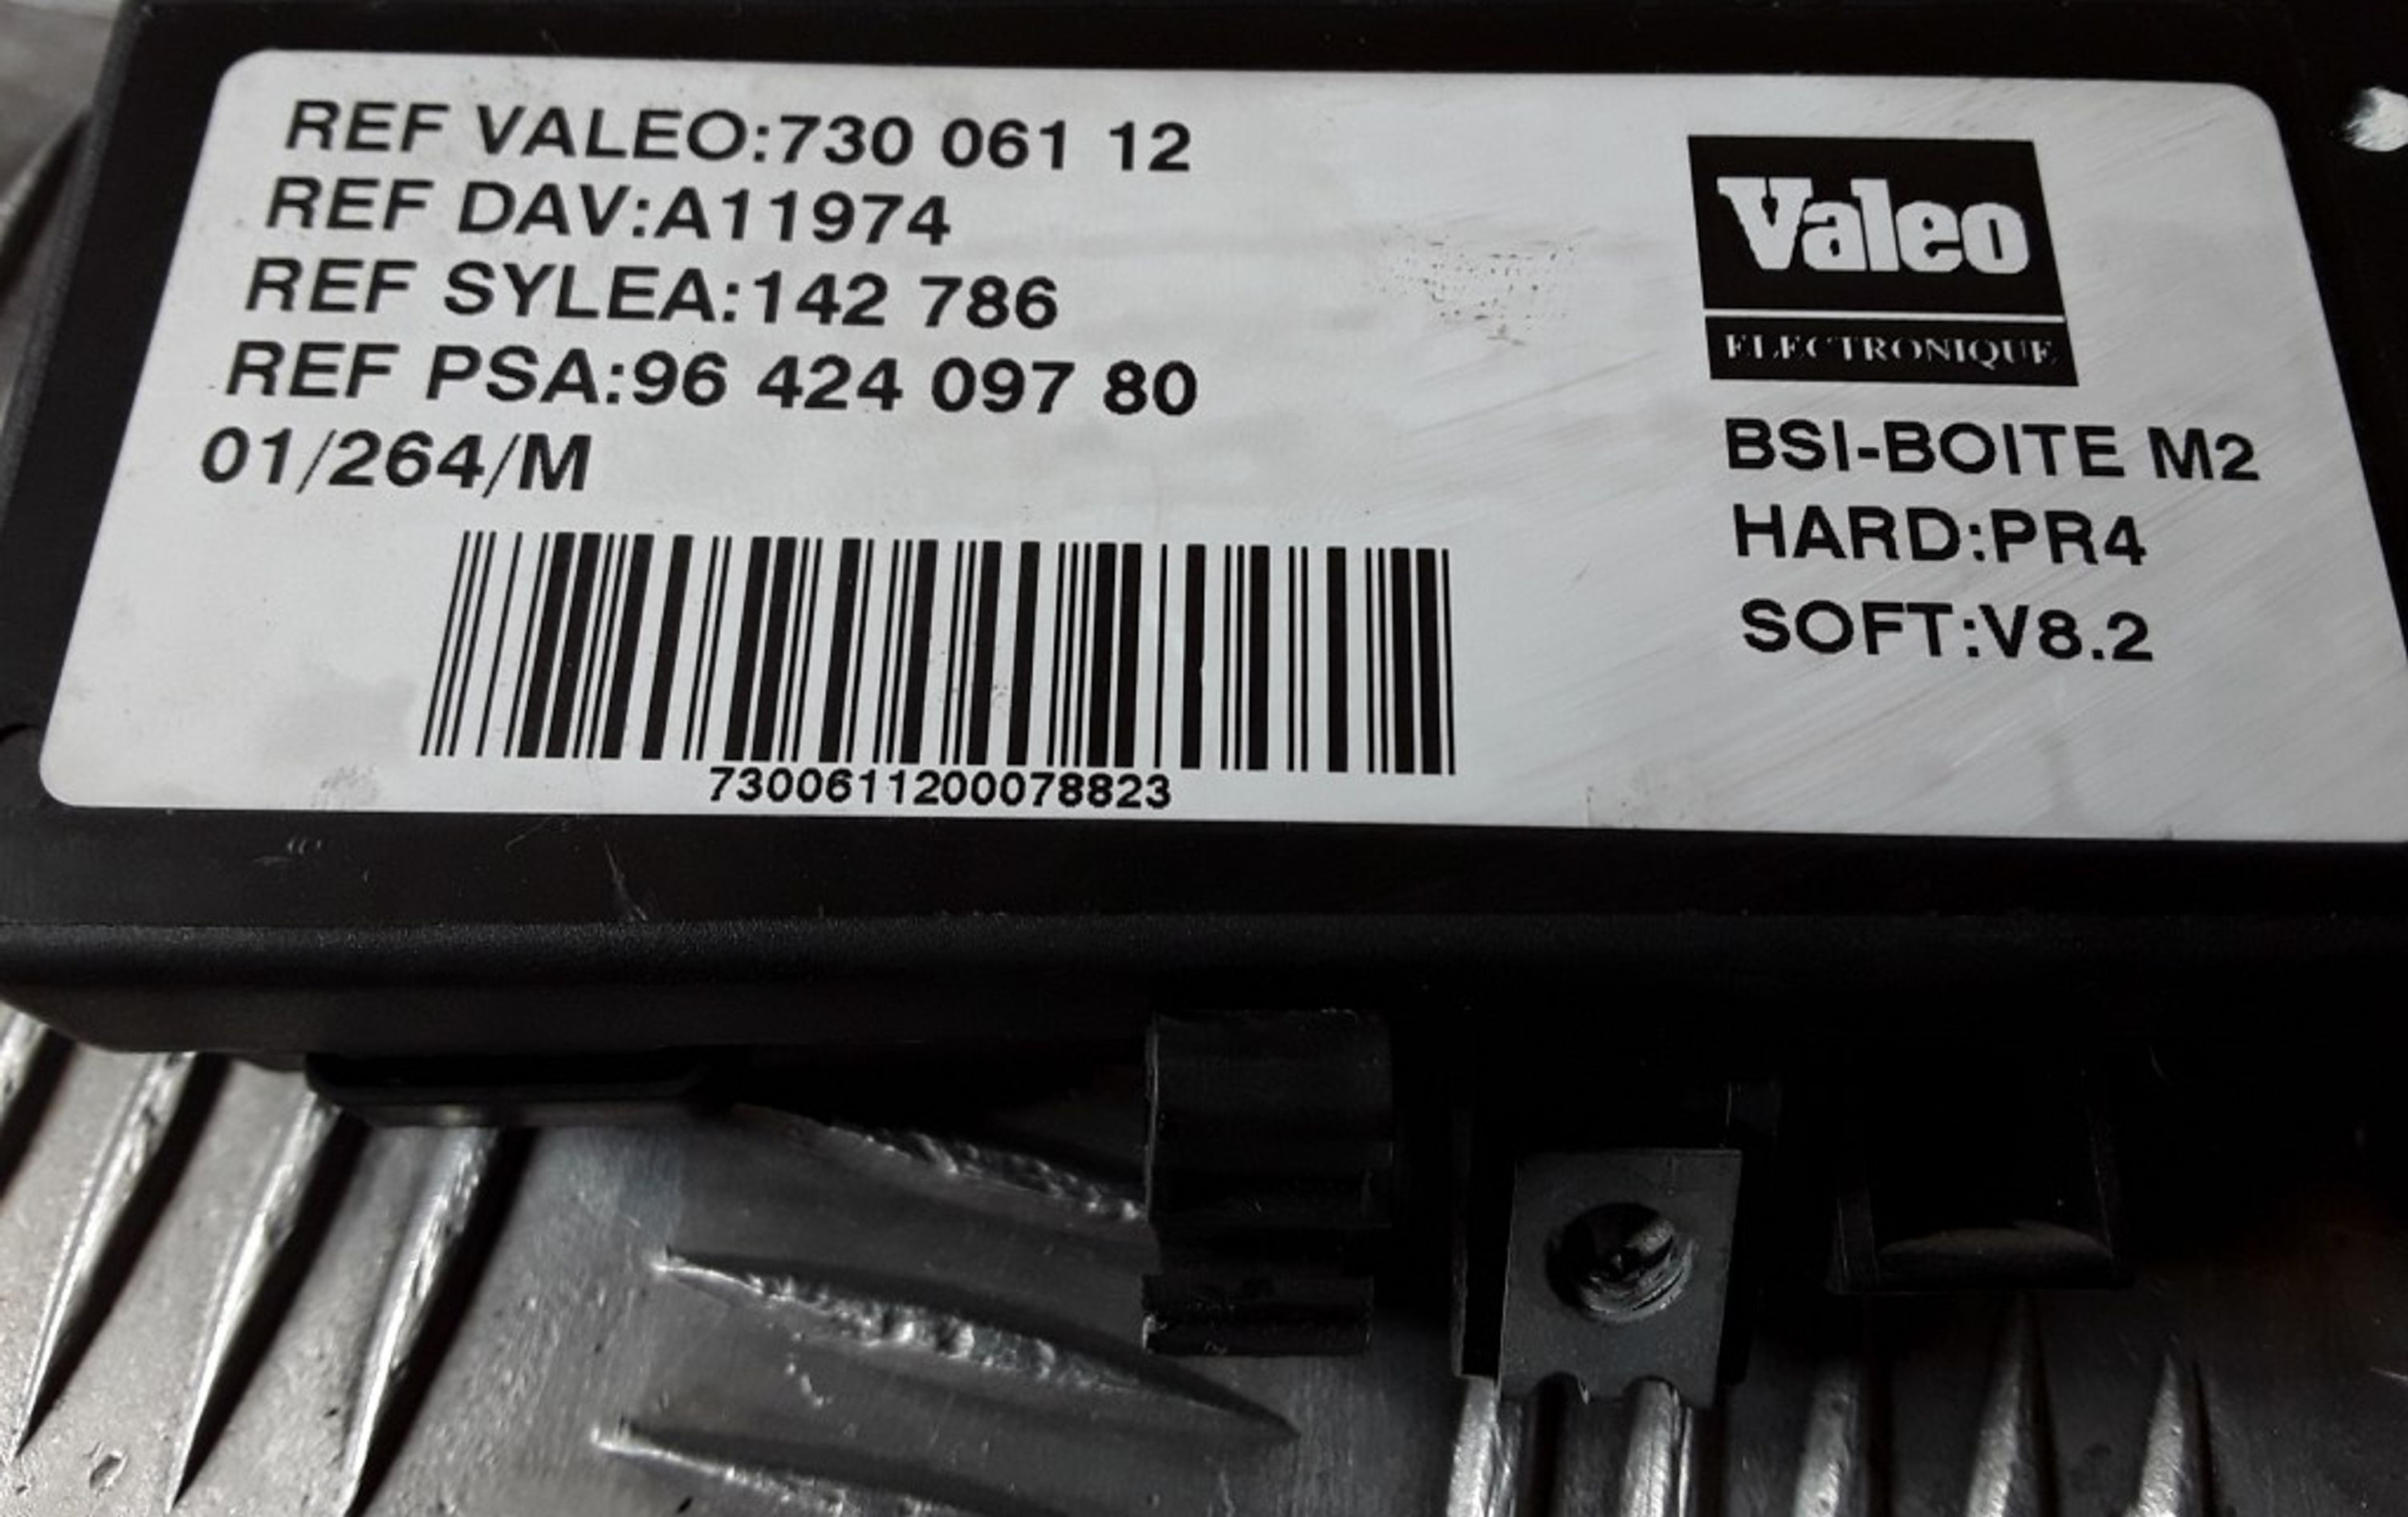 REF VALEO:730 061 12
REF DAV:A11974
REF SYLEA:142 786
REF PSA:96 424 097 80
01/264/M
7300611200078823
Valeo
ELECTRONIQUE
BSI-BOITE M2
HARD:PR4
SOFT:V8.2